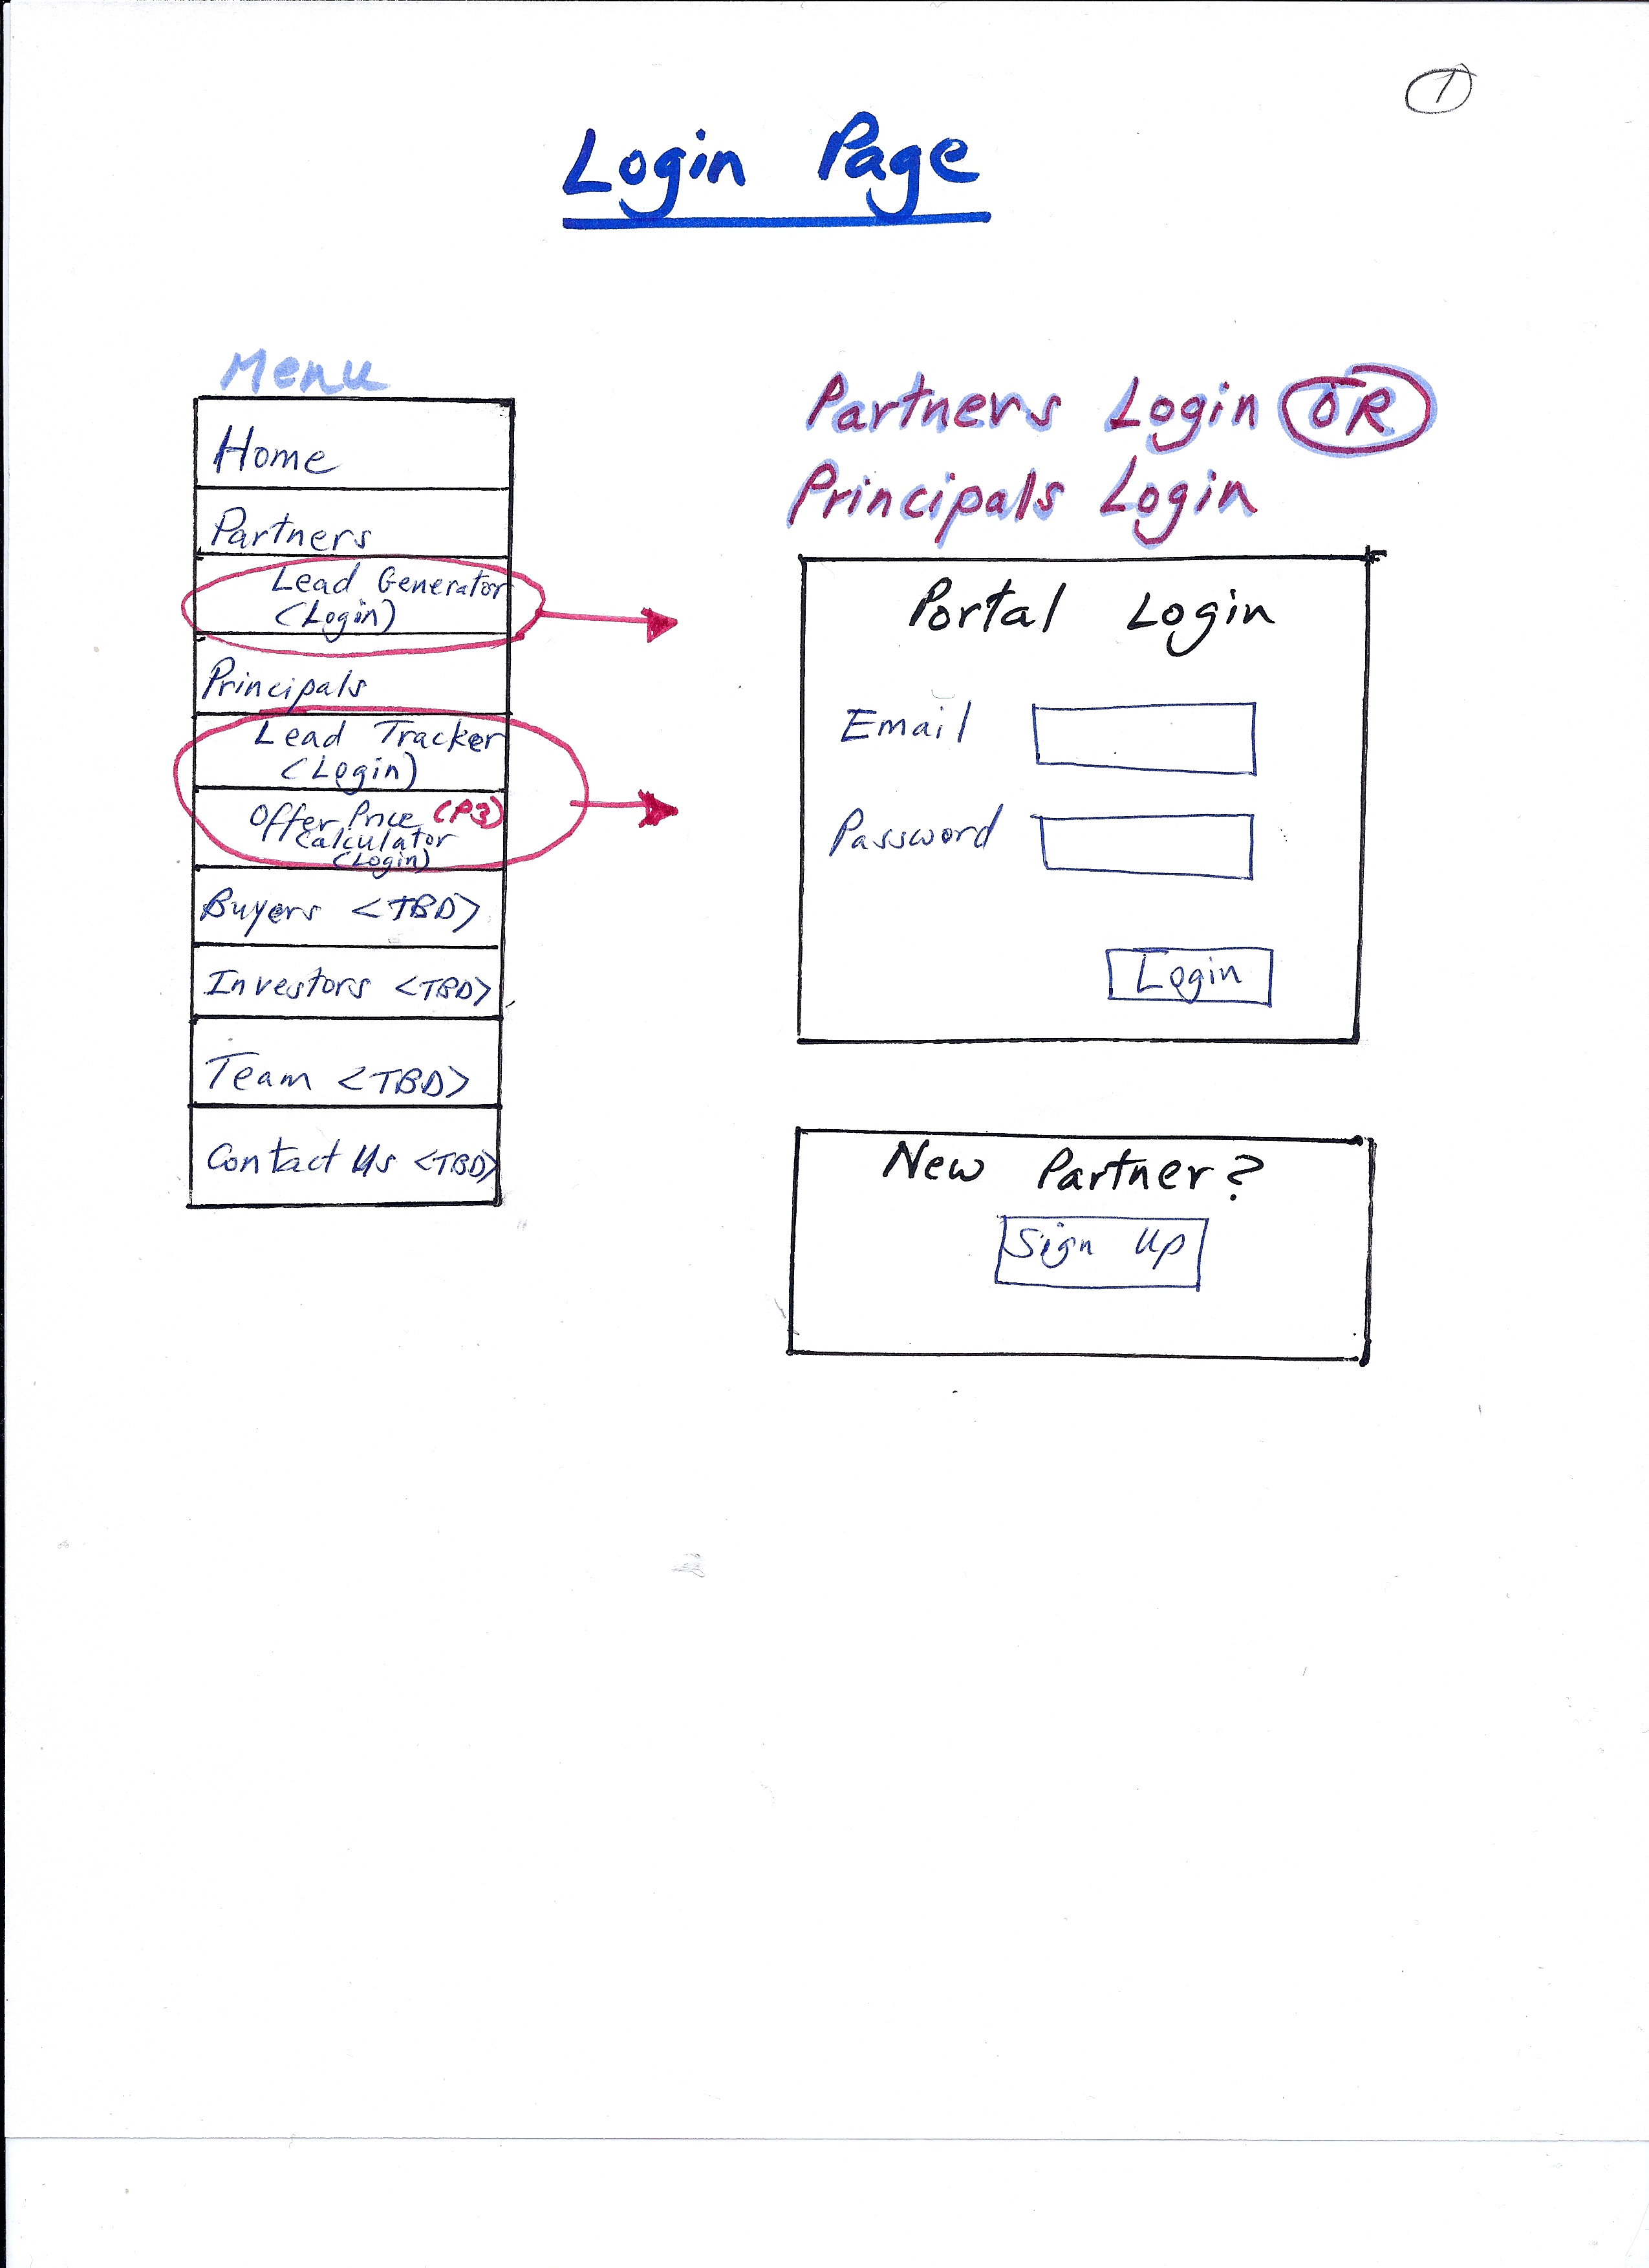 1
Login Page
Menu
Home
Partners
Lead Generator
(Login)
Principals
Lead Tracker
(Login)
Offer Price (P3)
Calculator
(Login)
Buyers <TBD>
Investors <TBD>
Team <TBD>
Contact Us <TBD>
Partners Login OR
Principals Login
Portal Login
Email
Password
Login
New Partner?
Sign Up